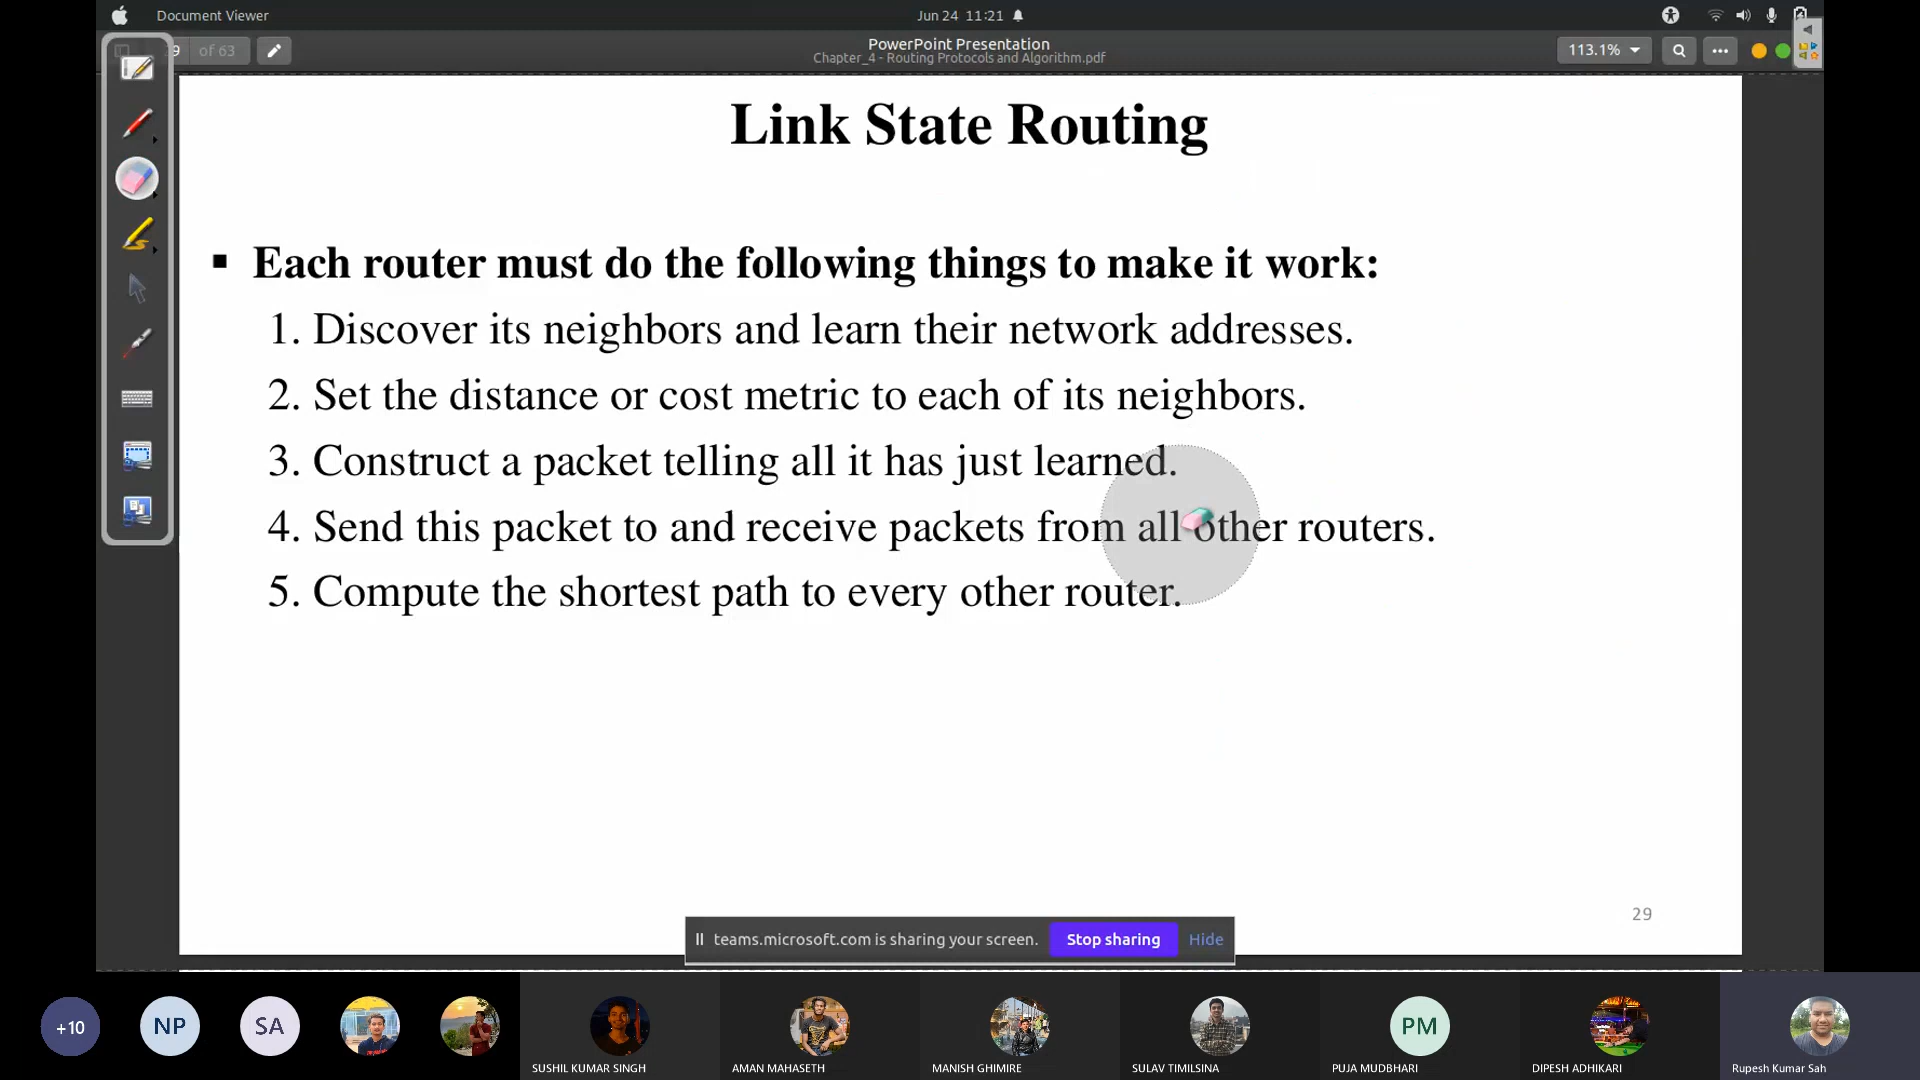 Document Viewer
Jun 24 11:21
9 of 63
PowerPoint Presentation
Chapter_4 - Routing Protocols and Algorithm.pdf
113.1%
Link State Routing
▪ Each router must do the following things to make it work:
1. Discover its neighbors and learn their network addresses.
2. Set the distance or cost metric to each of its neighbors.
3. Construct a packet telling all it has just learned.
4. Send this packet to and receive packets from all other routers.
5. Compute the shortest path to every other router.
29
teams.microsoft.com is sharing your screen. Stop sharing Hide
+10 NP SA PM
SUSHIL KUMAR SINGH AMAN MAHASETH MANISH GHIMIRE SULAV TIMILSINA PUJA MUDBHARI DIPESH ADHIKARI Rupesh Kumar Sah